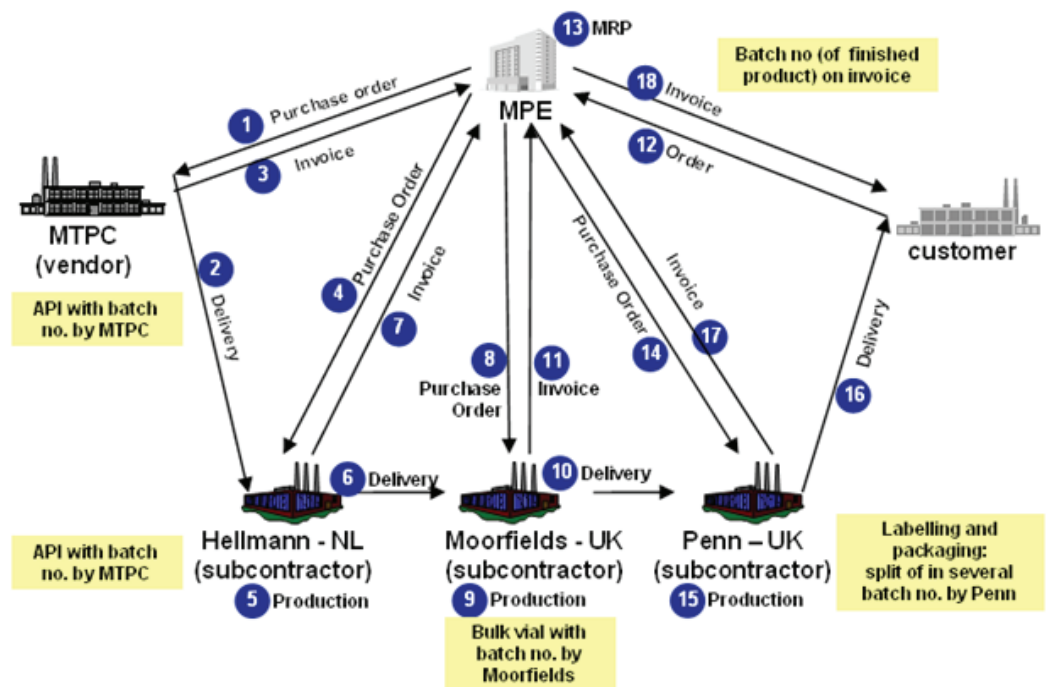 13 MRP
MPE
Batch no (of finished
product) on invoice
1 Purchase order
3 Invoice
18 Invoice
12 Order
MTPC
(vendor)
API with batch
no. by MTPC
2 Delivery
4 Purchase Order
7 Invoice
8 Purchase
Order
11 Invoice
Purchase Order 14
Invoice 17
customer
16 Delivery
6 Delivery
10 Delivery
Hellmann - NL
(subcontractor)
5 Production
API with batch
no. by MTPC
Moorfields - UK
(subcontractor)
9 Production
Bulk vial with
batch no. by
Moorfields
Penn – UK
(subcontractor)
15 Production
Labelling and
packaging:
split of in several
batch no. by Penn